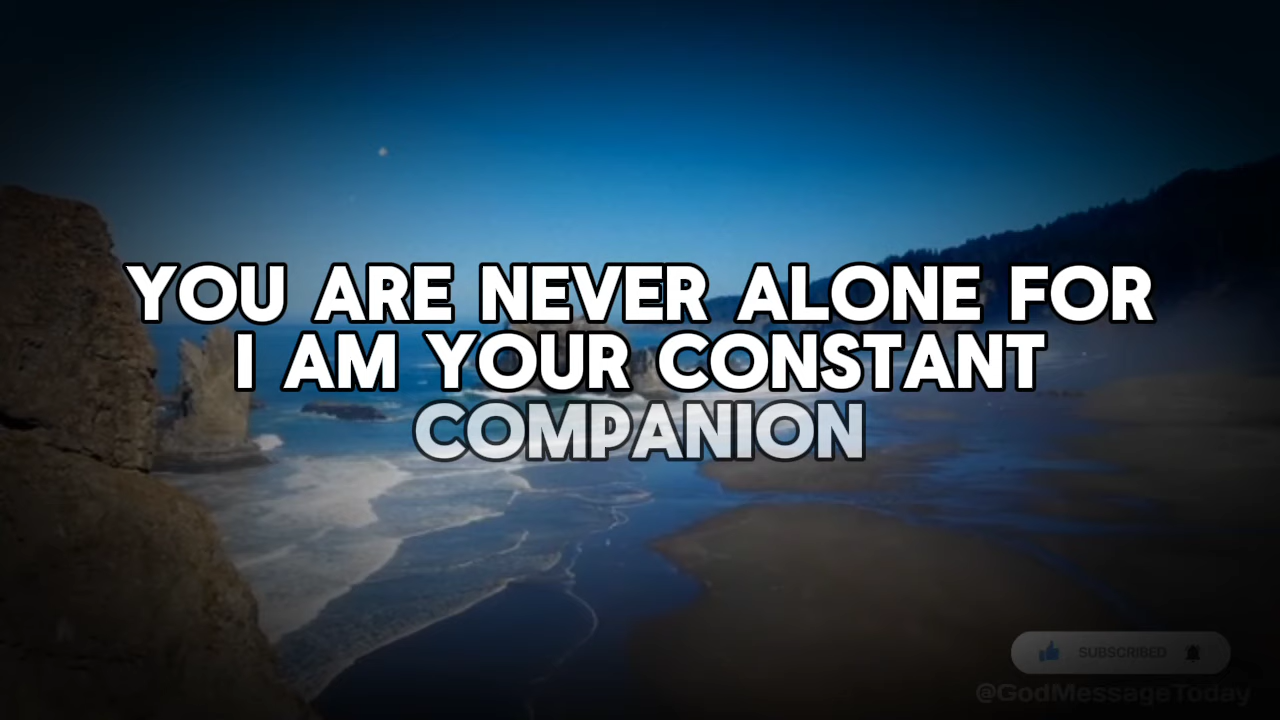 YOU ARE NEVER ALONE FOR
I AM YOUR CONSTANT
COMPANION
SUBSCRIBED
@GodMessageToday